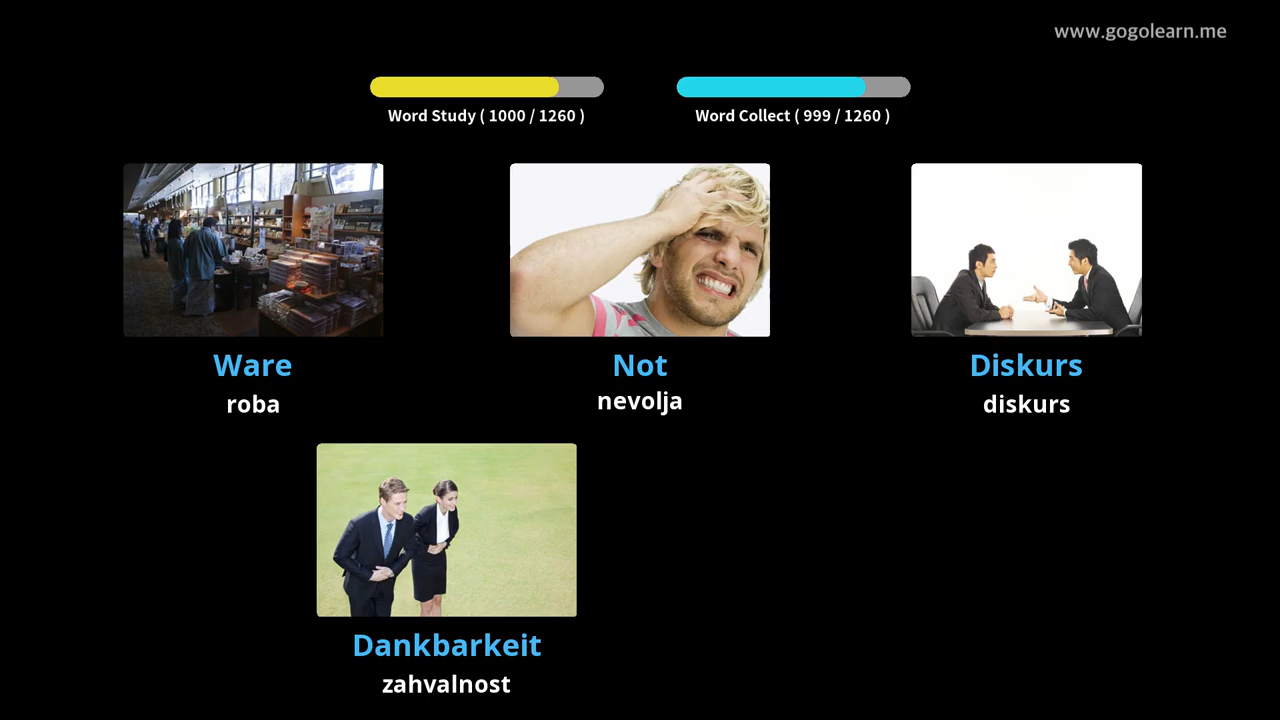 www.gogolearn.me
Word Study ( 1000 / 1260 )
Word Collect ( 999 / 1260 )
Ware
roba
Not
nevolja
Diskurs
diskurs
Dankbarkeit
zahvalnost